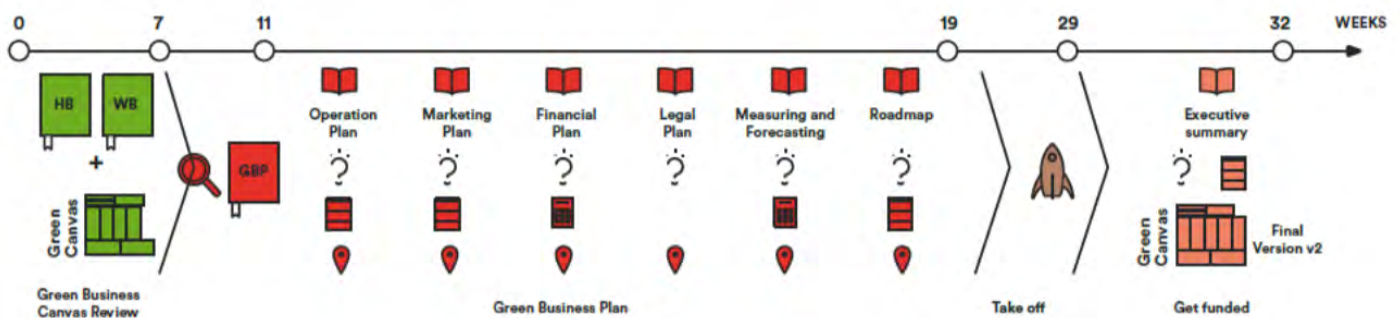 0 7 11 19 29 32 WEEKS
HB WB
+
Green
Canvas
Green Business
Canvas Review
GBP
Operation
Plan
Marketing
Plan
Financial
Plan
Legal
Plan
Measuring and
Forecasting
Roadmap
? ? ? ? ? ?
Green Business Plan
Take off
Executive
summary
?
Green
Canvas
Final
Version v2
Get funded